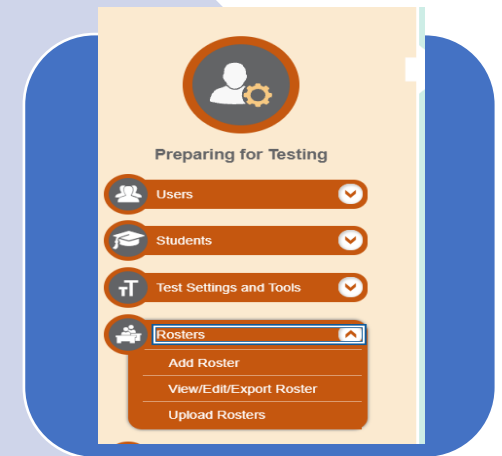 Preparing for Testing
Users
Students
Test Settings and Tools
Rosters
Add Roster
View/Edit/Export Roster
Upload Rosters